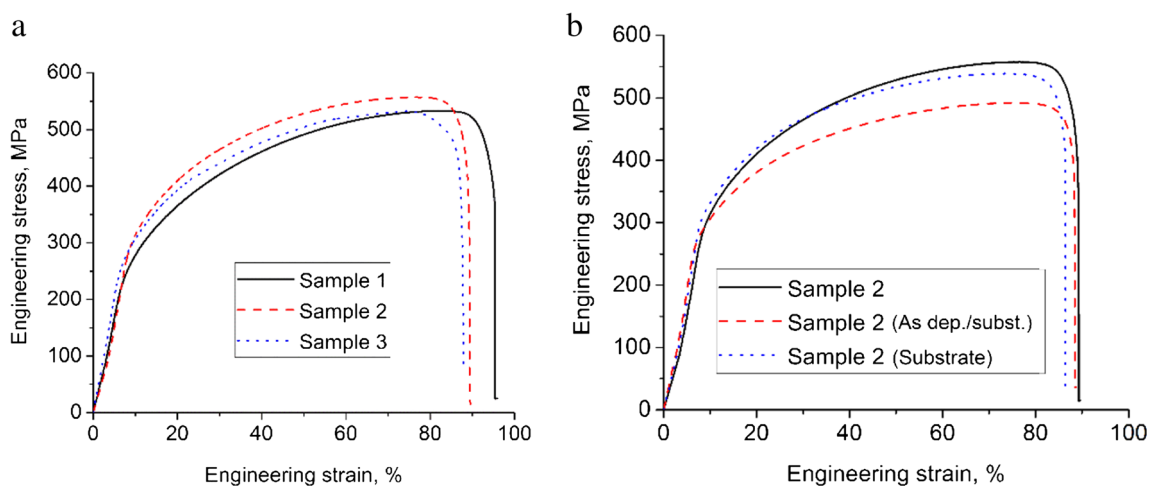 a
600
500
400
300
200
100
0
Engineering stress, MPa
Sample 1
Sample 2
Sample 3
0 20 40 60 80 100
Engineering strain, %
b
600
500
400
300
200
100
0
Engineering stress, MPa
Sample 2
Sample 2 (As dep./subst.)
Sample 2 (Substrate)
0 20 40 60 80 100
Engineering strain, %